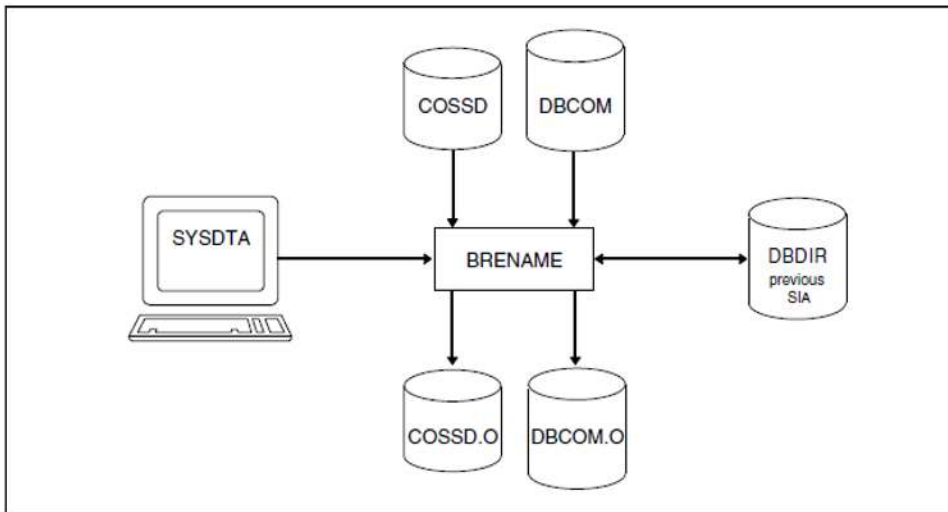 COSSD
DBCOM
SYSDTA
BRENAME
DBDIR
previous
SIA
COSSD.O
DBCOM.O